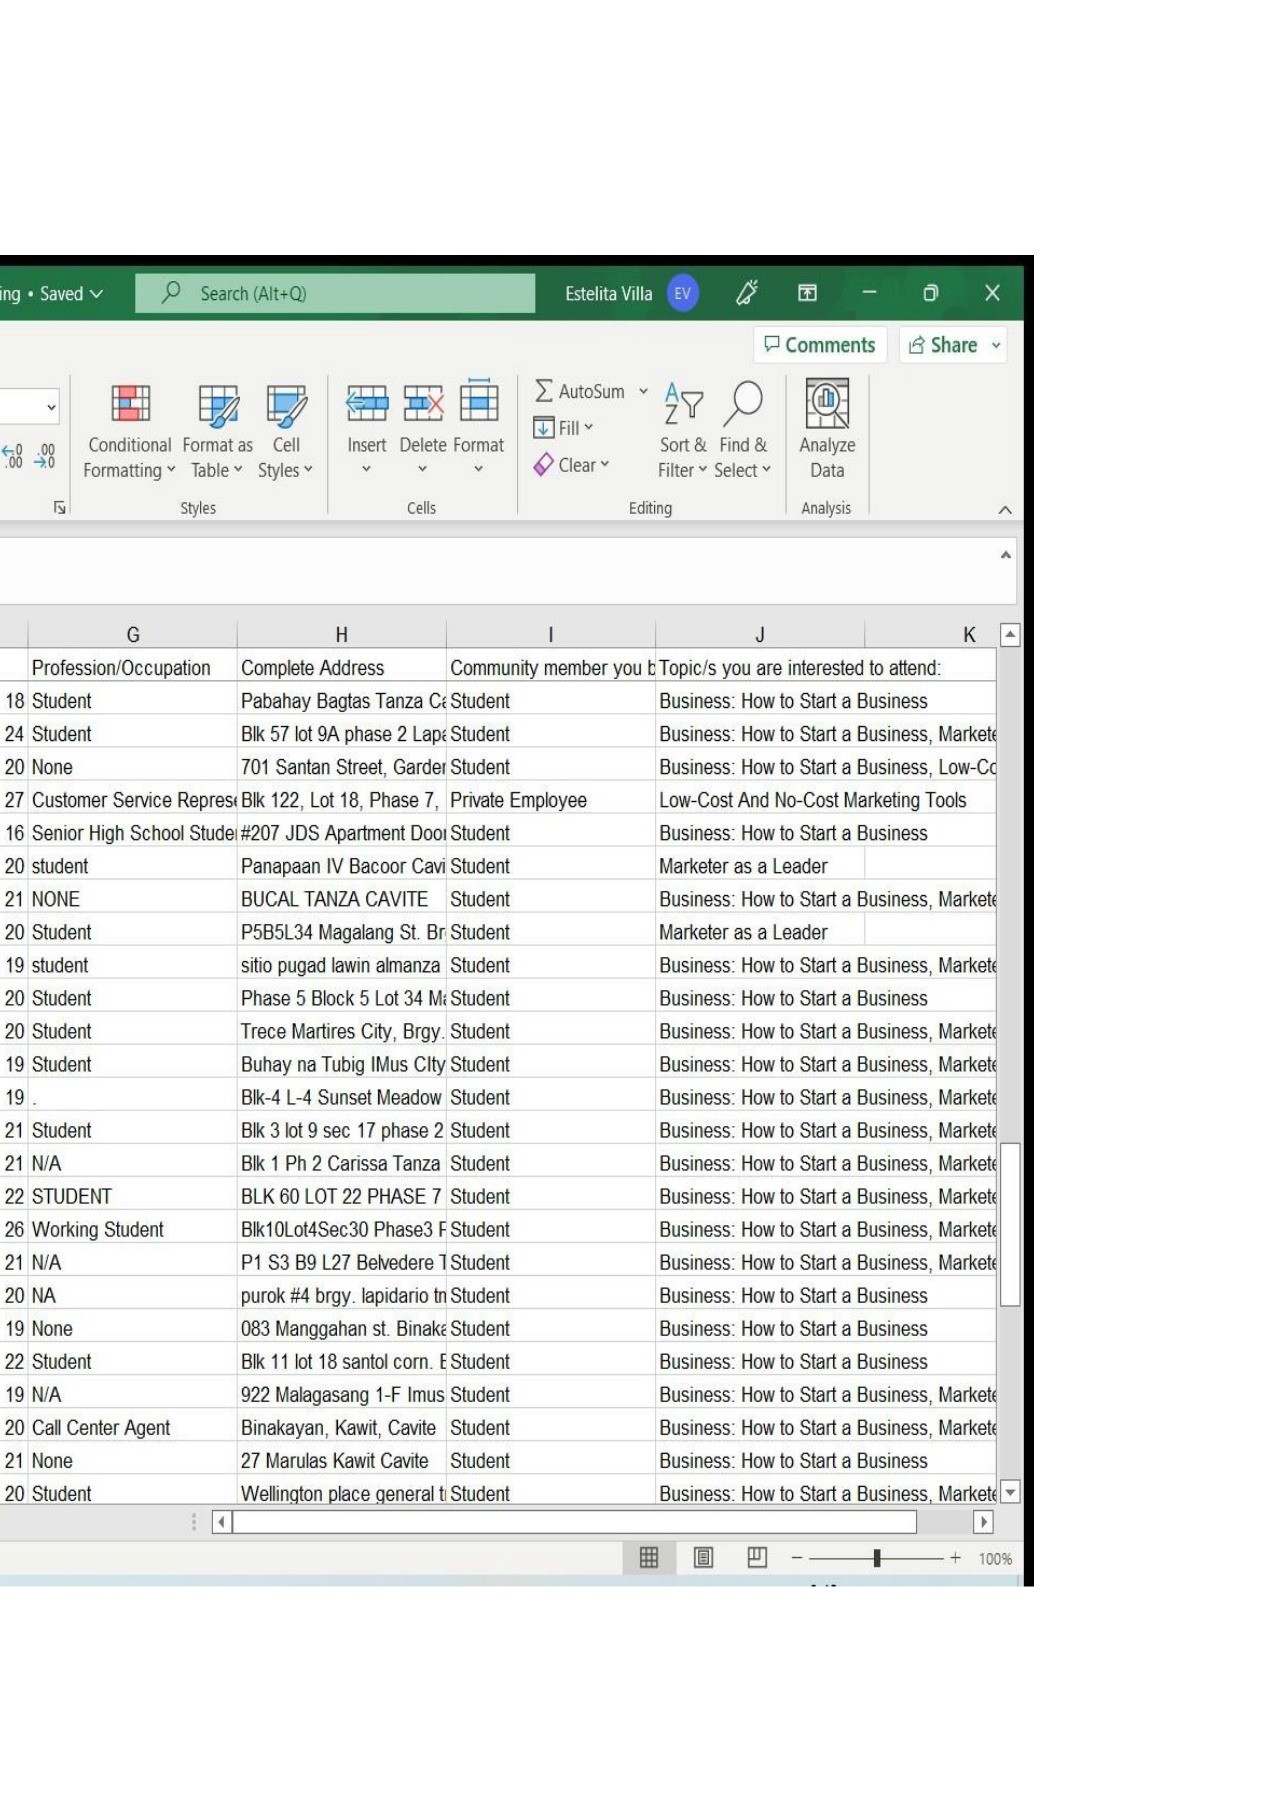 ing • Saved
Search (Alt+Q)
Estelita Villa
EV
Comments
Share
AutoSum
Fill
Clear
Conditional Formatting
Format as Table
Cell Styles
Insert
Delete
Format
Sort & Filter
Find & Select
Analyze Data
Styles
Cells
Editing
Analysis
G H I J K
Profession/Occupation Complete Address Community member you b Topic/s you are interested to attend:
18 Student Pabahay Bagtas Tanza Ca Student Business: How to Start a Business
24 Student Blk 57 lot 9A phase 2 Lapa Student Business: How to Start a Business, Markete
20 None 701 Santan Street, Garden Student Business: How to Start a Business, Low-Co
27 Customer Service Represe Blk 122, Lot 18, Phase 7, Private Employee Low-Cost And No-Cost Marketing Tools
16 Senior High School Studen #207 JDS Apartment Door Student Business: How to Start a Business
20 student Panapaan IV Bacoor Cavi Student Marketer as a Leader
21 NONE BUCAL TANZA CAVITE Student Business: How to Start a Business, Markete
20 Student P5B5L34 Magalang St. Br Student Marketer as a Leader
19 student sitio pugad lawin almanza Student Business: How to Start a Business, Markete
20 Student Phase 5 Block 5 Lot 34 Ma Student Business: How to Start a Business
20 Student Trece Martires City, Brgy. Student Business: How to Start a Business, Markete
19 Student Buhay na Tubig IMus CIty Student Business: How to Start a Business, Markete
19 . Blk-4 L-4 Sunset Meadow Student Business: How to Start a Business, Markete
21 Student Blk 3 lot 9 sec 17 phase 2 Student Business: How to Start a Business, Markete
21 N/A Blk 1 Ph 2 Carissa Tanza Student Business: How to Start a Business, Markete
22 STUDENT BLK 60 LOT 22 PHASE 7 Student Business: How to Start a Business, Markete
26 Working Student Blk10Lot4Sec30 Phase3 P Student Business: How to Start a Business, Markete
21 N/A P1 S3 B9 L27 Belvedere T Student Business: How to Start a Business, Markete
20 NA purok #4 brgy. lapidario tm Student Business: How to Start a Business
19 None 083 Manggahan st. Binaka Student Business: How to Start a Business
22 Student Blk 11 lot 18 santol corn. B Student Business: How to Start a Business
19 N/A 922 Malagasang 1-F Imus Student Business: How to Start a Business, Markete
20 Call Center Agent Binakayan, Kawit, Cavite Student Business: How to Start a Business, Markete
21 None 27 Marulas Kawit Cavite Student Business: How to Start a Business
20 Student Wellington place general t Student Business: How to Start a Business, Markete
100%